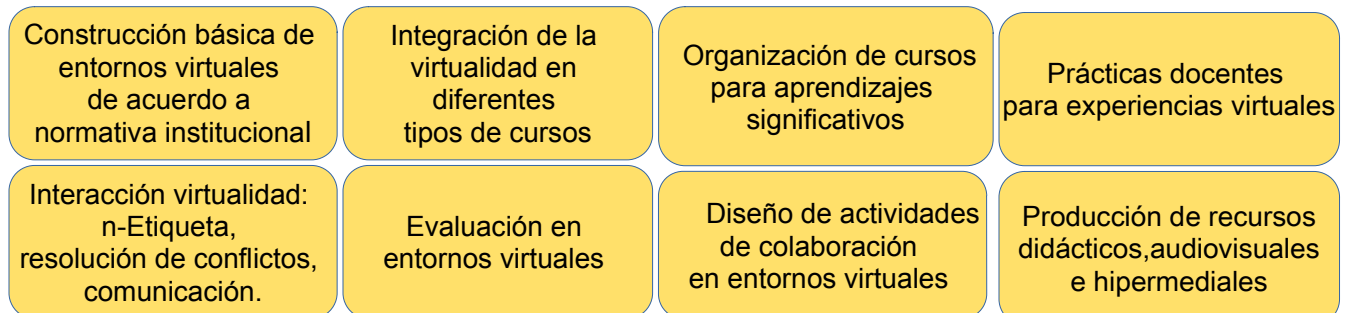 Construcción básica de
entornos virtuales
de acuerdo a
normativa institucional
Integración de la
virtualidad en
diferentes
tipos de cursos
Organización de cursos
para aprendizajes
significativos
Prácticas docentes
para experiencias virtuales
Interacción virtualidad:
n-Etiqueta,
resolución de conflictos,
comunicación.
Evaluación en
entornos virtuales
Diseño de actividades
de colaboración
en entornos virtuales
Producción de recursos
didácticos,audiovisuales
e hipermediales